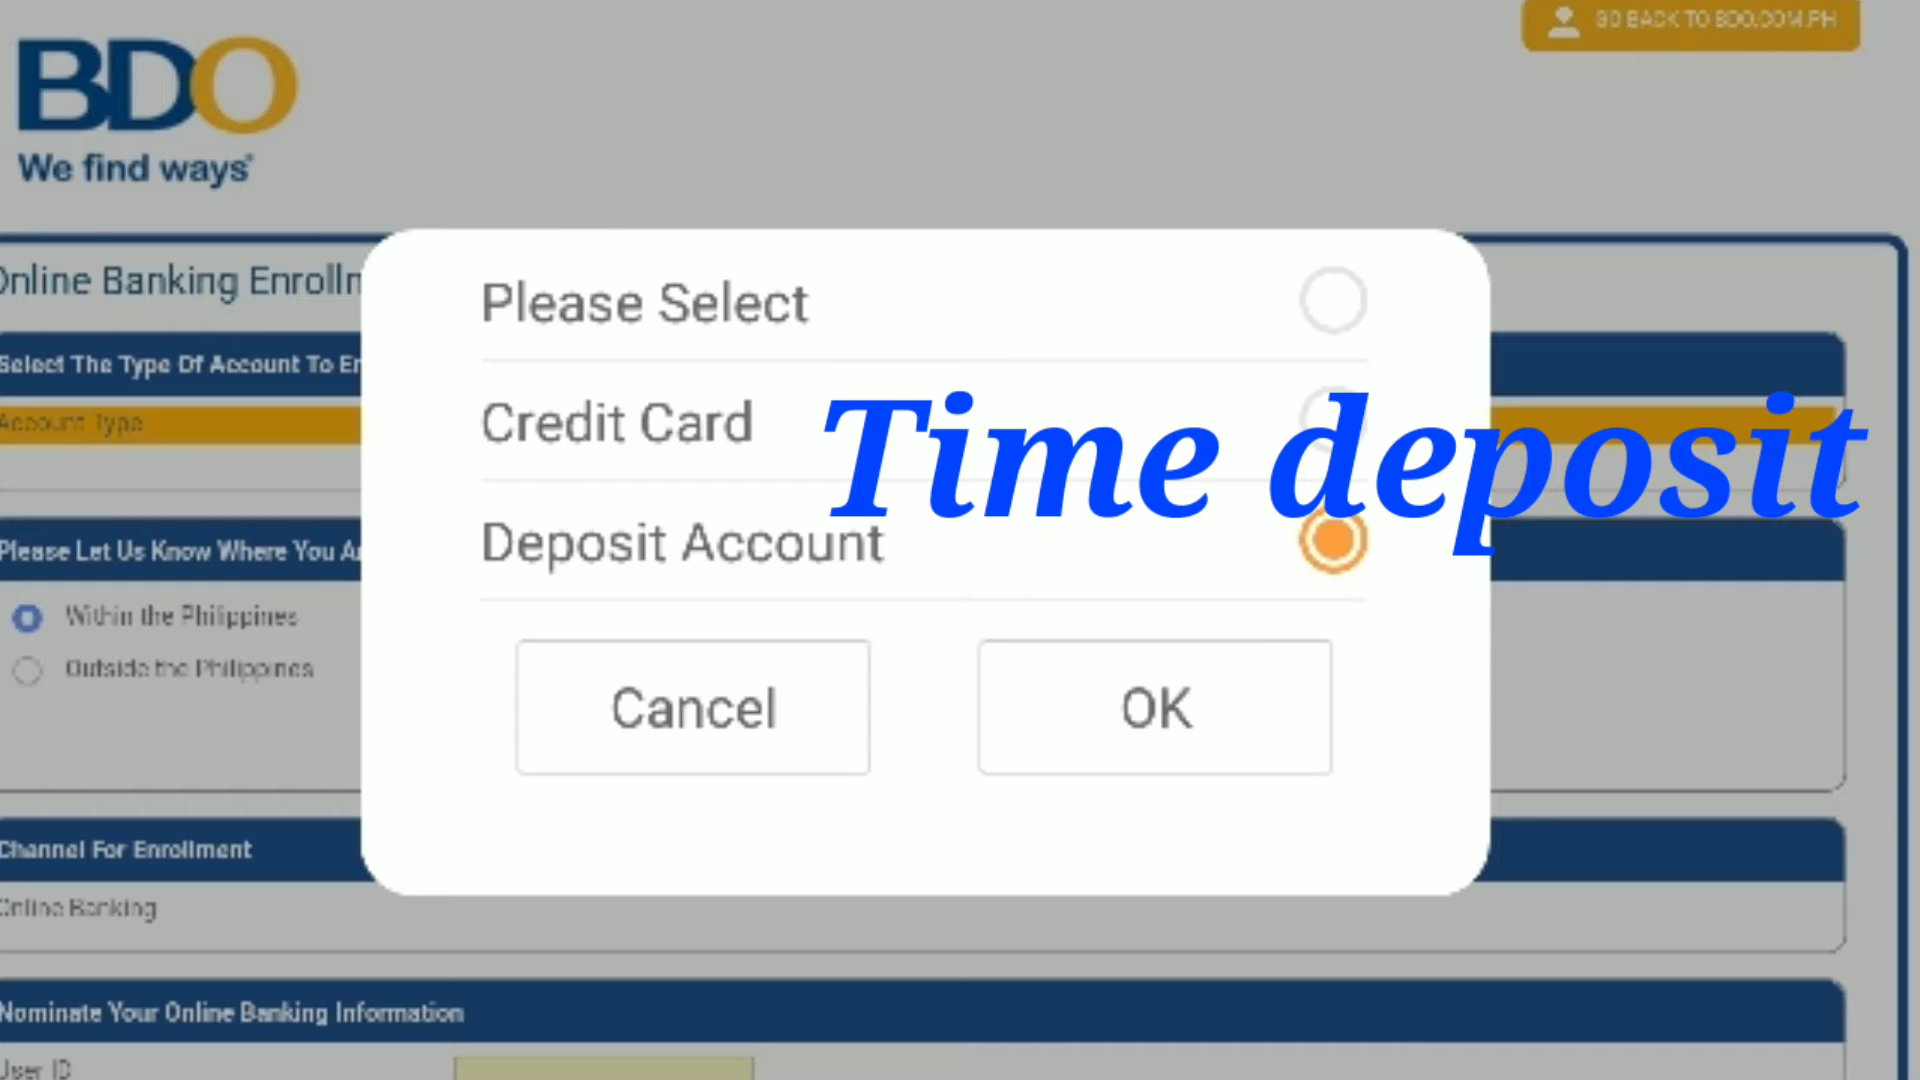 GO BACK TO BDO.COM.PH
BDO
We find ways®
Online Banking Enrollm
Select The Type Of Account To En
Account Type
Please Let Us Know Where You Ar
Within the Philippines
Outside the Philippines
Channel For Enrollment
Online Banking
Nominate Your Online Banking Information
User ID
Please Select
Credit Card
Time deposit
Deposit Account
Cancel
OK